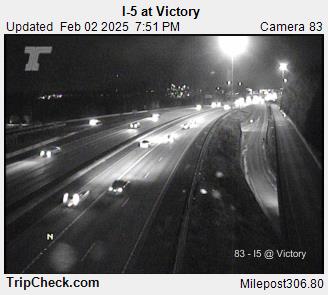 I-5 at Victory
Updated Feb 02 2025 7:51 PM Camera 83
T
N
83 - I5 @ Victory
TripCheck.com Milepost306.80